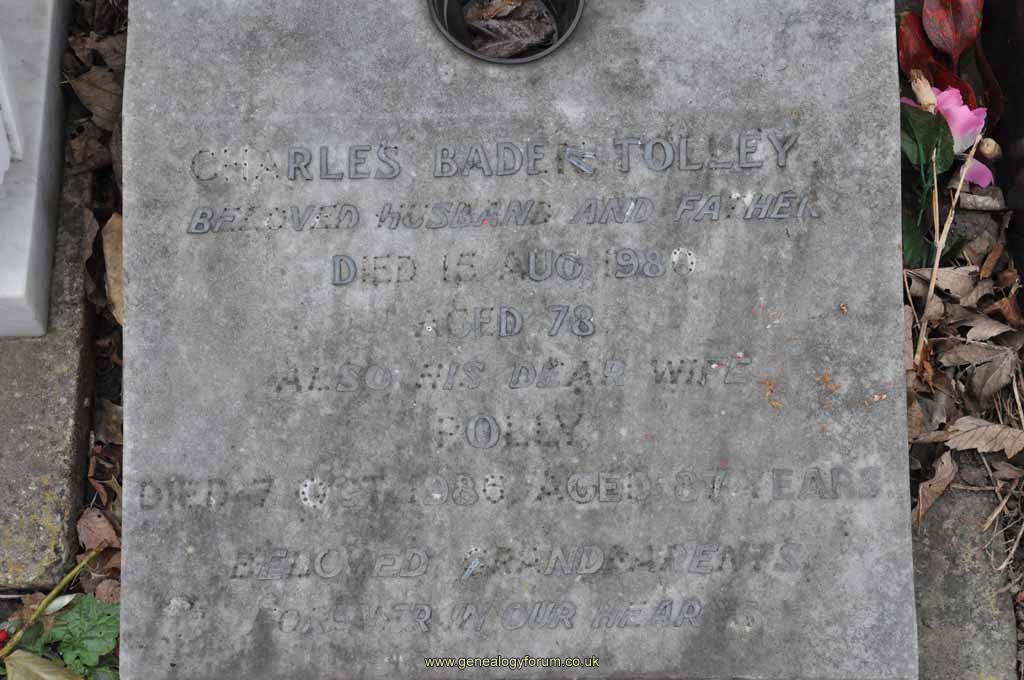 CHARLES BADEN TOLLEY
BELOVED HUSBAND AND FATHER
DIED 15 AUG 1980
AGED 78
ALSO HIS DEAR WIFE
POLLY
DIED 7 OCT. 1986 AGED 87 YEARS.
BELOVED GRANDPARENTS
FOREVER IN OUR HEARTS
www.genealogyforum.co.uk